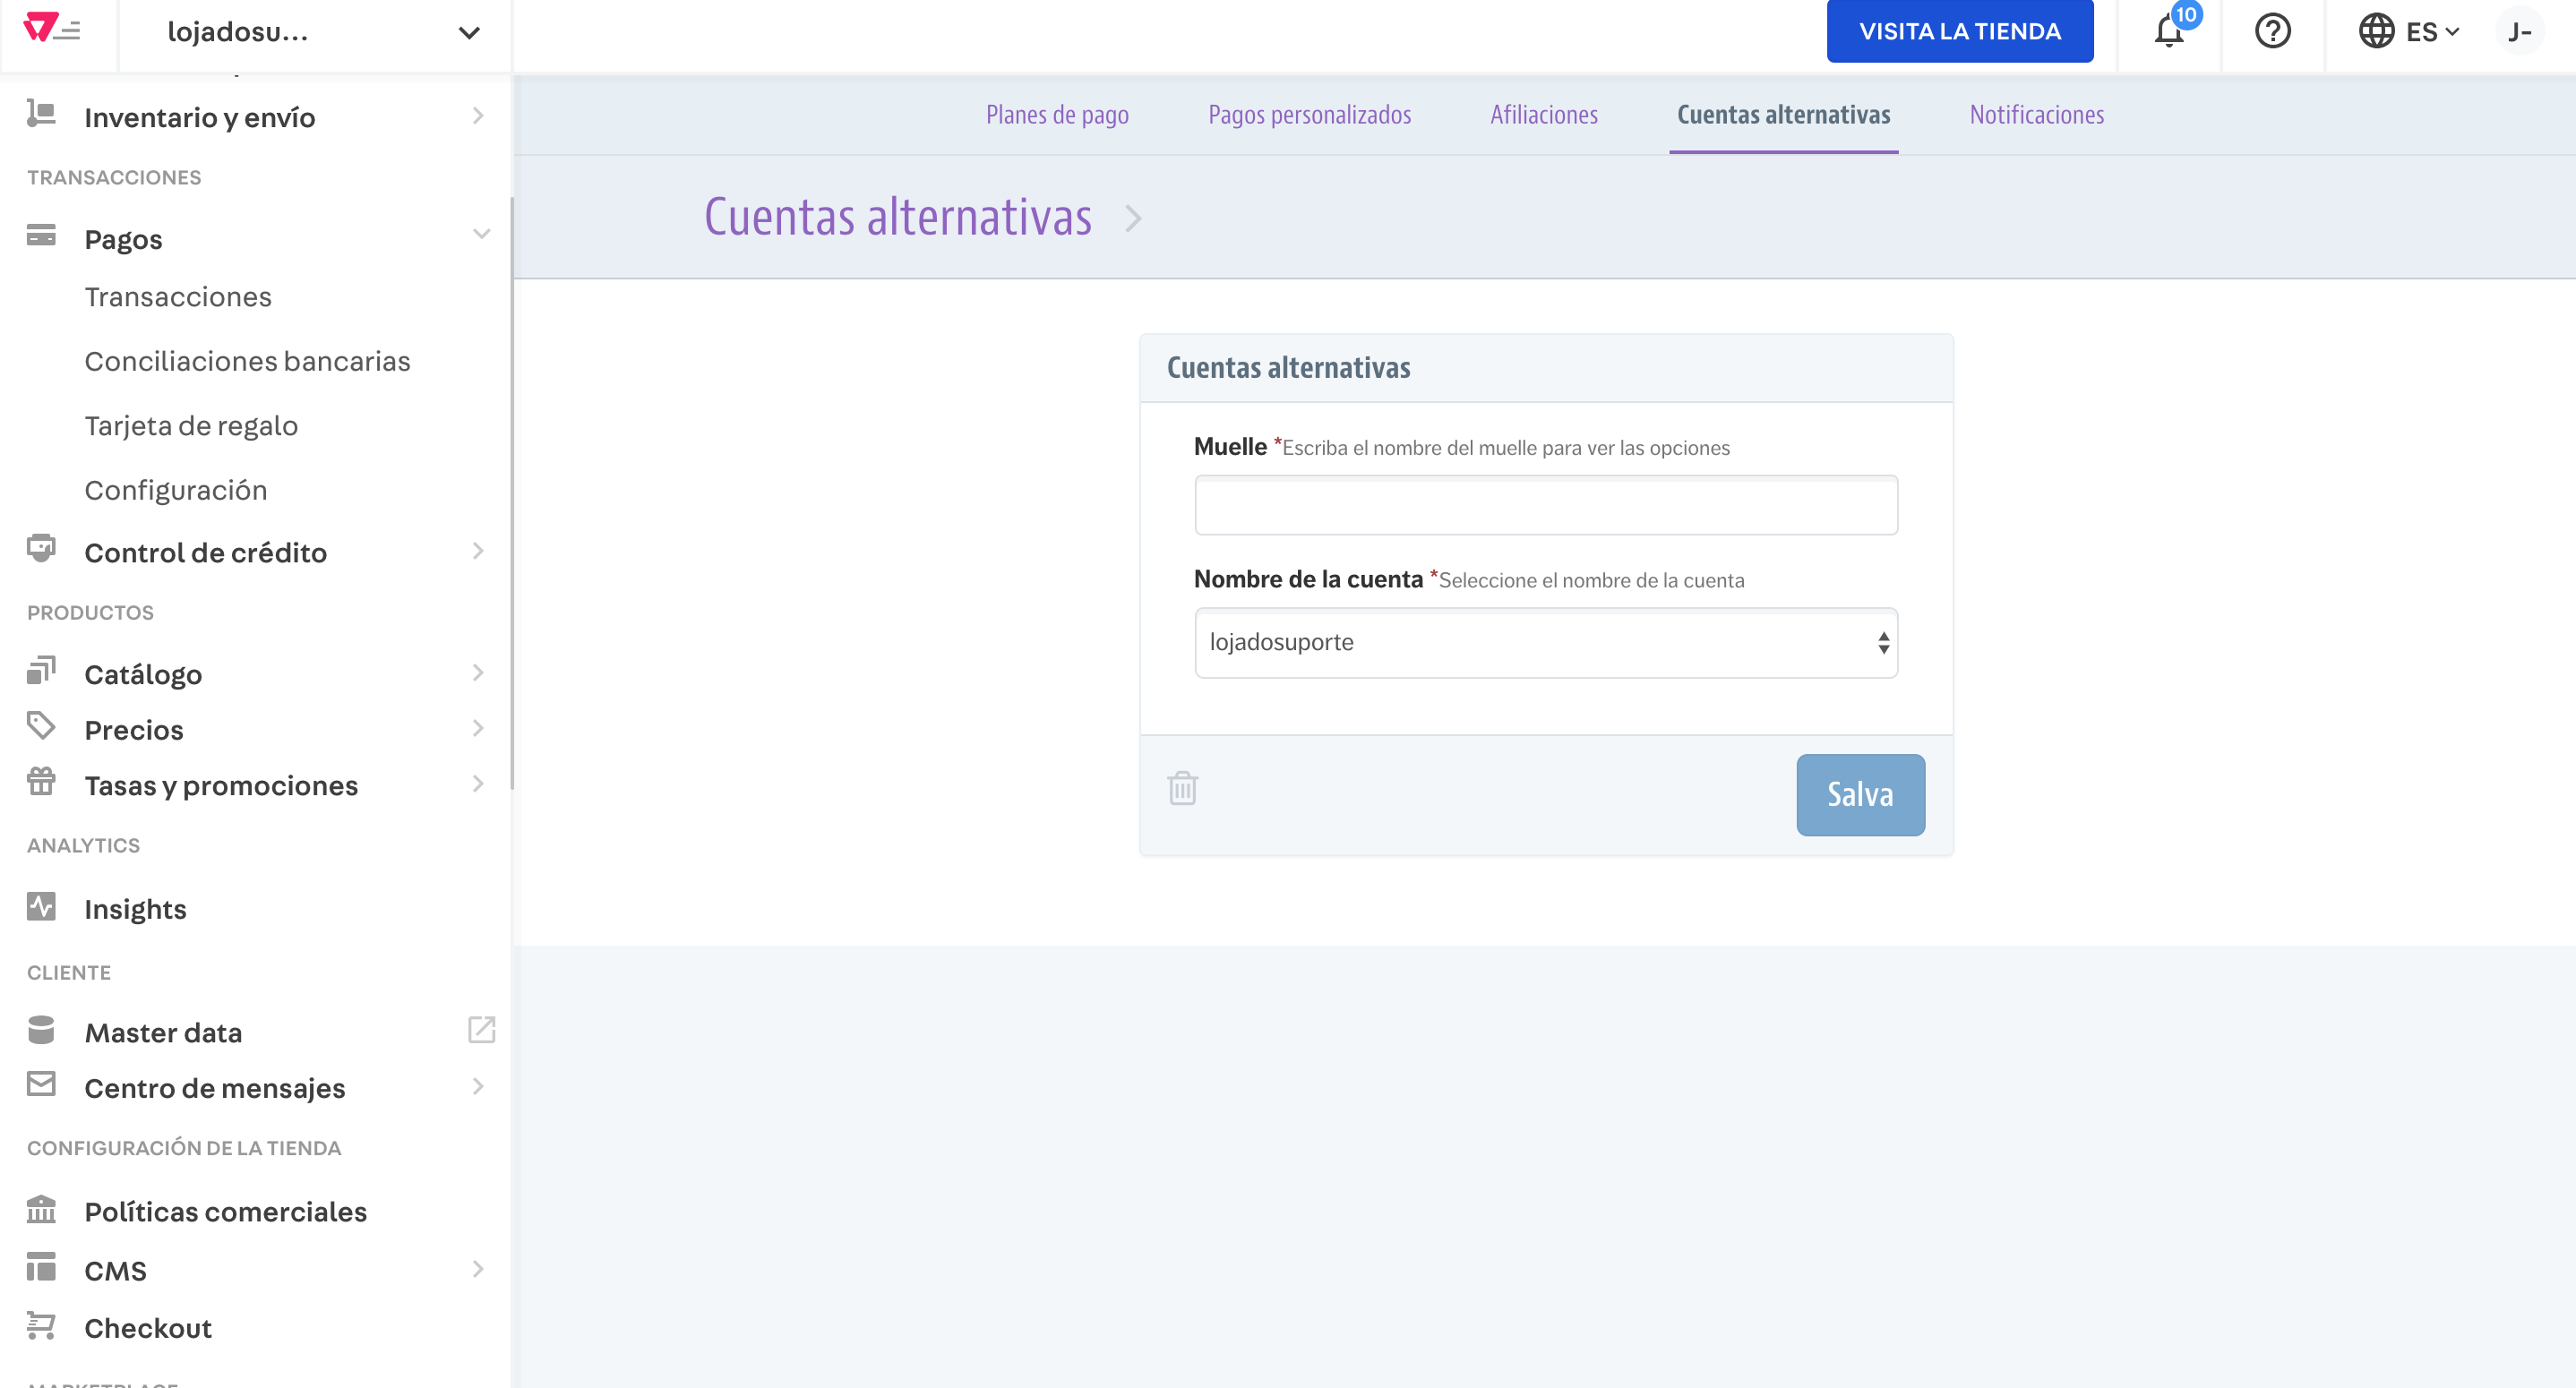 lojadosu...
VISITA LA TIENDA
10
ES
J-
Inventario y envío
TRANSACCIONES
Pagos
Transacciones
Conciliaciones bancarias
Tarjeta de regalo
Configuración
Control de crédito
PRODUCTOS
Catálogo
Precios
Tasas y promociones
ANALYTICS
Insights
CLIENTE
Master data
Centro de mensajes
CONFIGURACIÓN DE LA TIENDA
Políticas comerciales
CMS
Checkout
Planes de pago
Pagos personalizados
Afiliaciones
Cuentas alternativas
Notificaciones
Cuentas alternativas
Cuentas alternativas
Muelle *Escriba el nombre del muelle para ver las opciones
Nombre de la cuenta *Seleccione el nombre de la cuenta
lojadosuporte
Salva